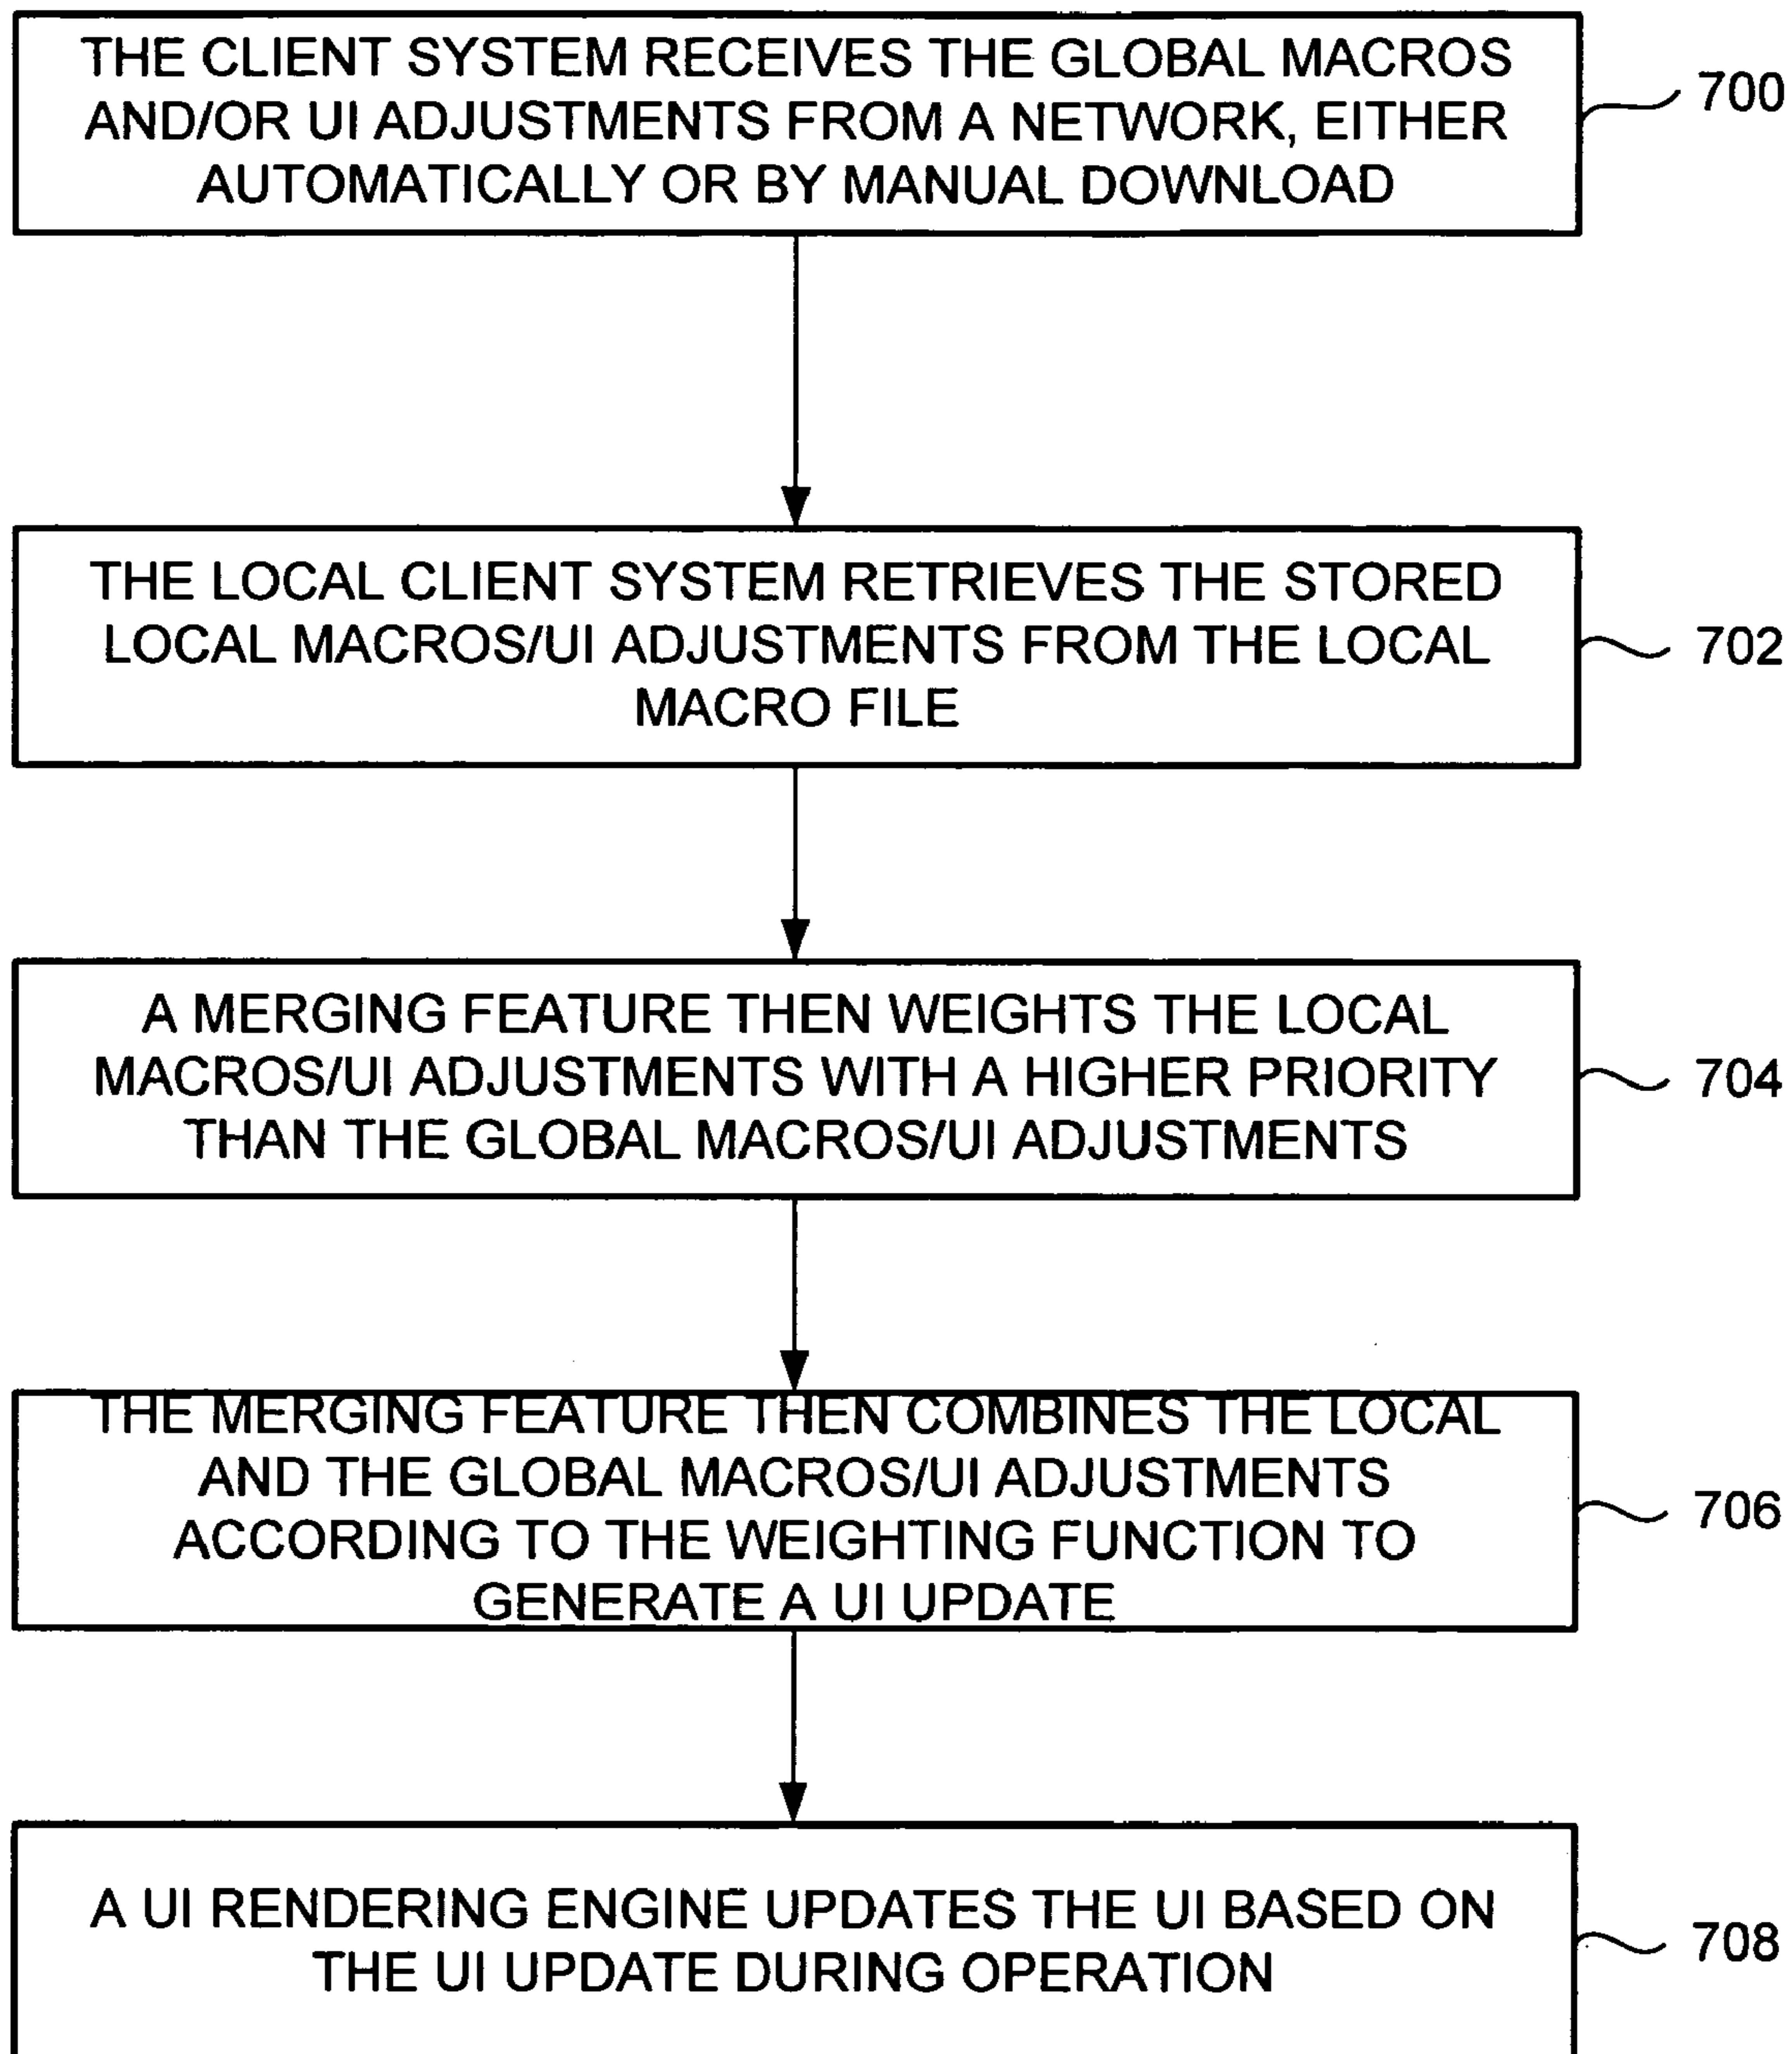 THE CLIENT SYSTEM RECEIVES THE GLOBAL MACROS
AND/OR UI ADJUSTMENTS FROM A NETWORK, EITHER
AUTOMATICALLY OR BY MANUAL DOWNLOAD
700
THE LOCAL CLIENT SYSTEM RETRIEVES THE STORED
LOCAL MACROS/UI ADJUSTMENTS FROM THE LOCAL
MACRO FILE
702
A MERGING FEATURE THEN WEIGHTS THE LOCAL
MACROS/UI ADJUSTMENTS WITH A HIGHER PRIORITY
THAN THE GLOBAL MACROS/UI ADJUSTMENTS
704
THE MERGING FEATURE THEN COMBINES THE LOCAL
AND THE GLOBAL MACROS/UI ADJUSTMENTS
ACCORDING TO THE WEIGHTING FUNCTION TO
GENERATE A UI UPDATE
706
A UI RENDERING ENGINE UPDATES THE UI BASED ON
THE UI UPDATE DURING OPERATION
708